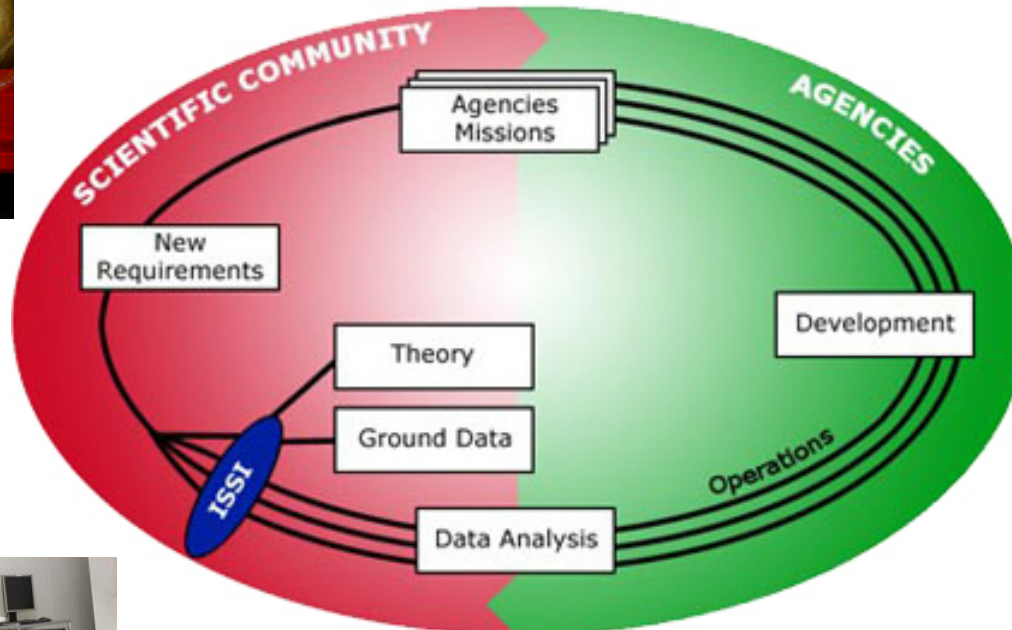 SCIENTIFIC COMMUNITY
AGENCIES
Agencies
Missions
New
Requirements
Development
Theory
Ground Data
ISSI
Operations
Data Analysis